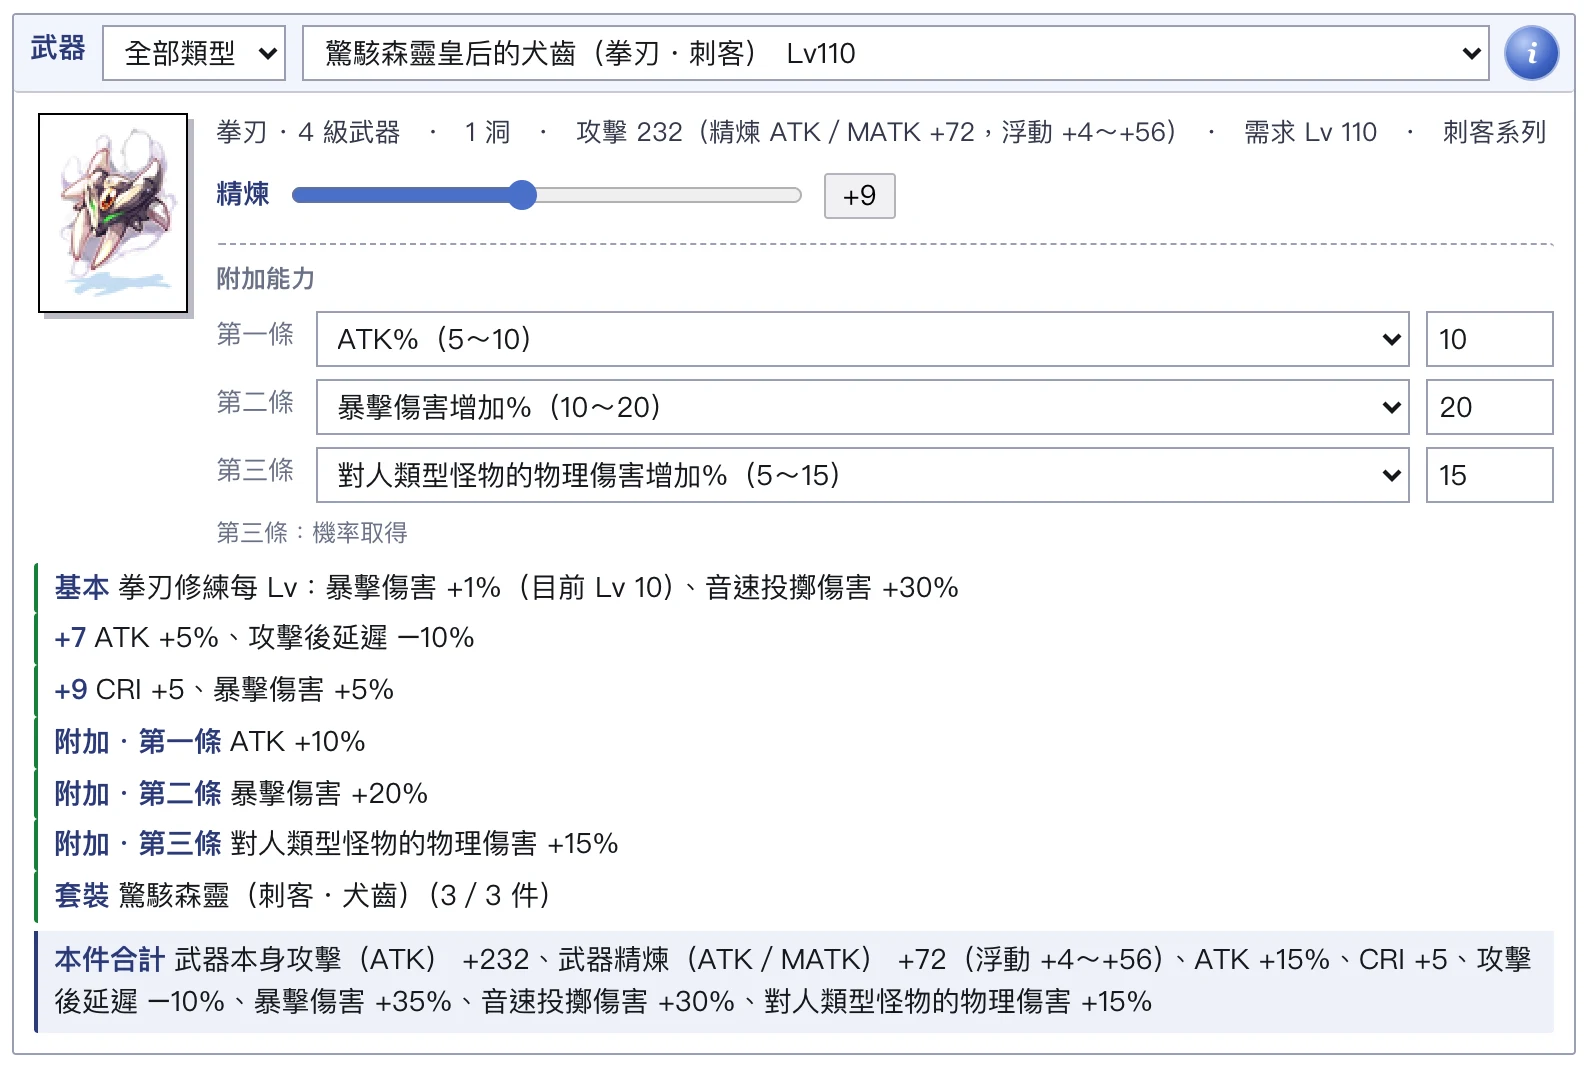 武器 全部類型 驚駭森靈皇后的犬齒（拳刃・刺客） Lv110 i
拳刃・4 級武器 · 1 洞 · 攻擊 232（精煉 ATK / MATK +72，浮動 +4～+56） · 需求 Lv 110 · 刺客系列
精煉 +9
附加能力
第一條 ATK%（5～10） 10
第二條 暴擊傷害增加%（10～20） 20
第三條 對人類型怪物的物理傷害增加%（5～15） 15
第三條：機率取得
基本 拳刃修練每 Lv：暴擊傷害 +1%（目前 Lv 10）、音速投擲傷害 +30%
+7 ATK +5%、攻擊後延遲 −10%
+9 CRI +5、暴擊傷害 +5%
附加・第一條 ATK +10%
附加・第二條 暴擊傷害 +20%
附加・第三條 對人類型怪物的物理傷害 +15%
套裝 驚駭森靈（刺客・犬齒）（3 / 3 件）
本件合計 武器本身攻擊（ATK） +232、武器精煉（ATK / MATK） +72（浮動 +4～+56）、ATK +15%、CRI +5、攻擊
後延遲 −10%、暴擊傷害 +35%、音速投擲傷害 +30%、對人類型怪物的物理傷害 +15%